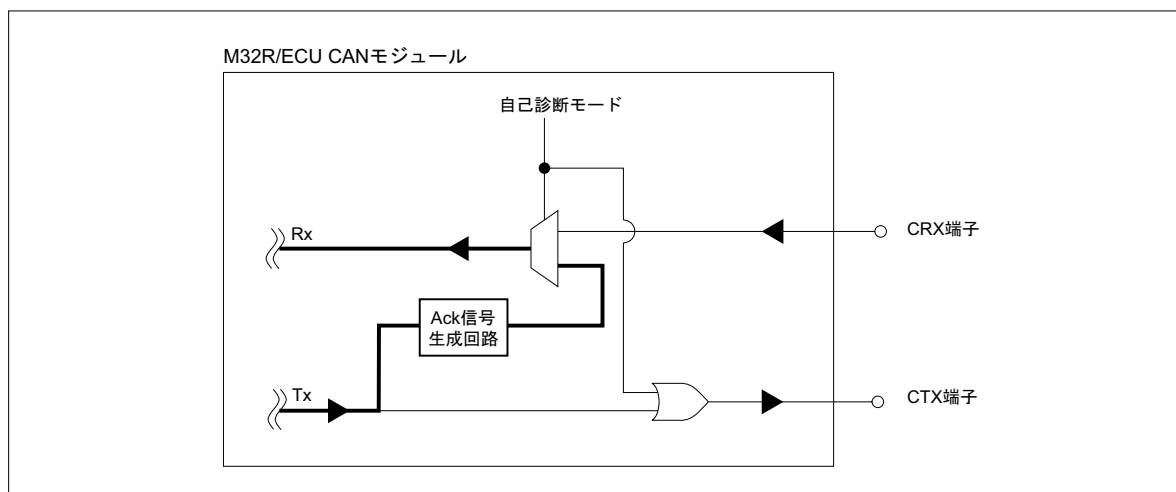 M32R/ECU CANモジュール
自己診断モード
Rx
CRX端子
Ack信号
生成回路
Tx
CTX端子